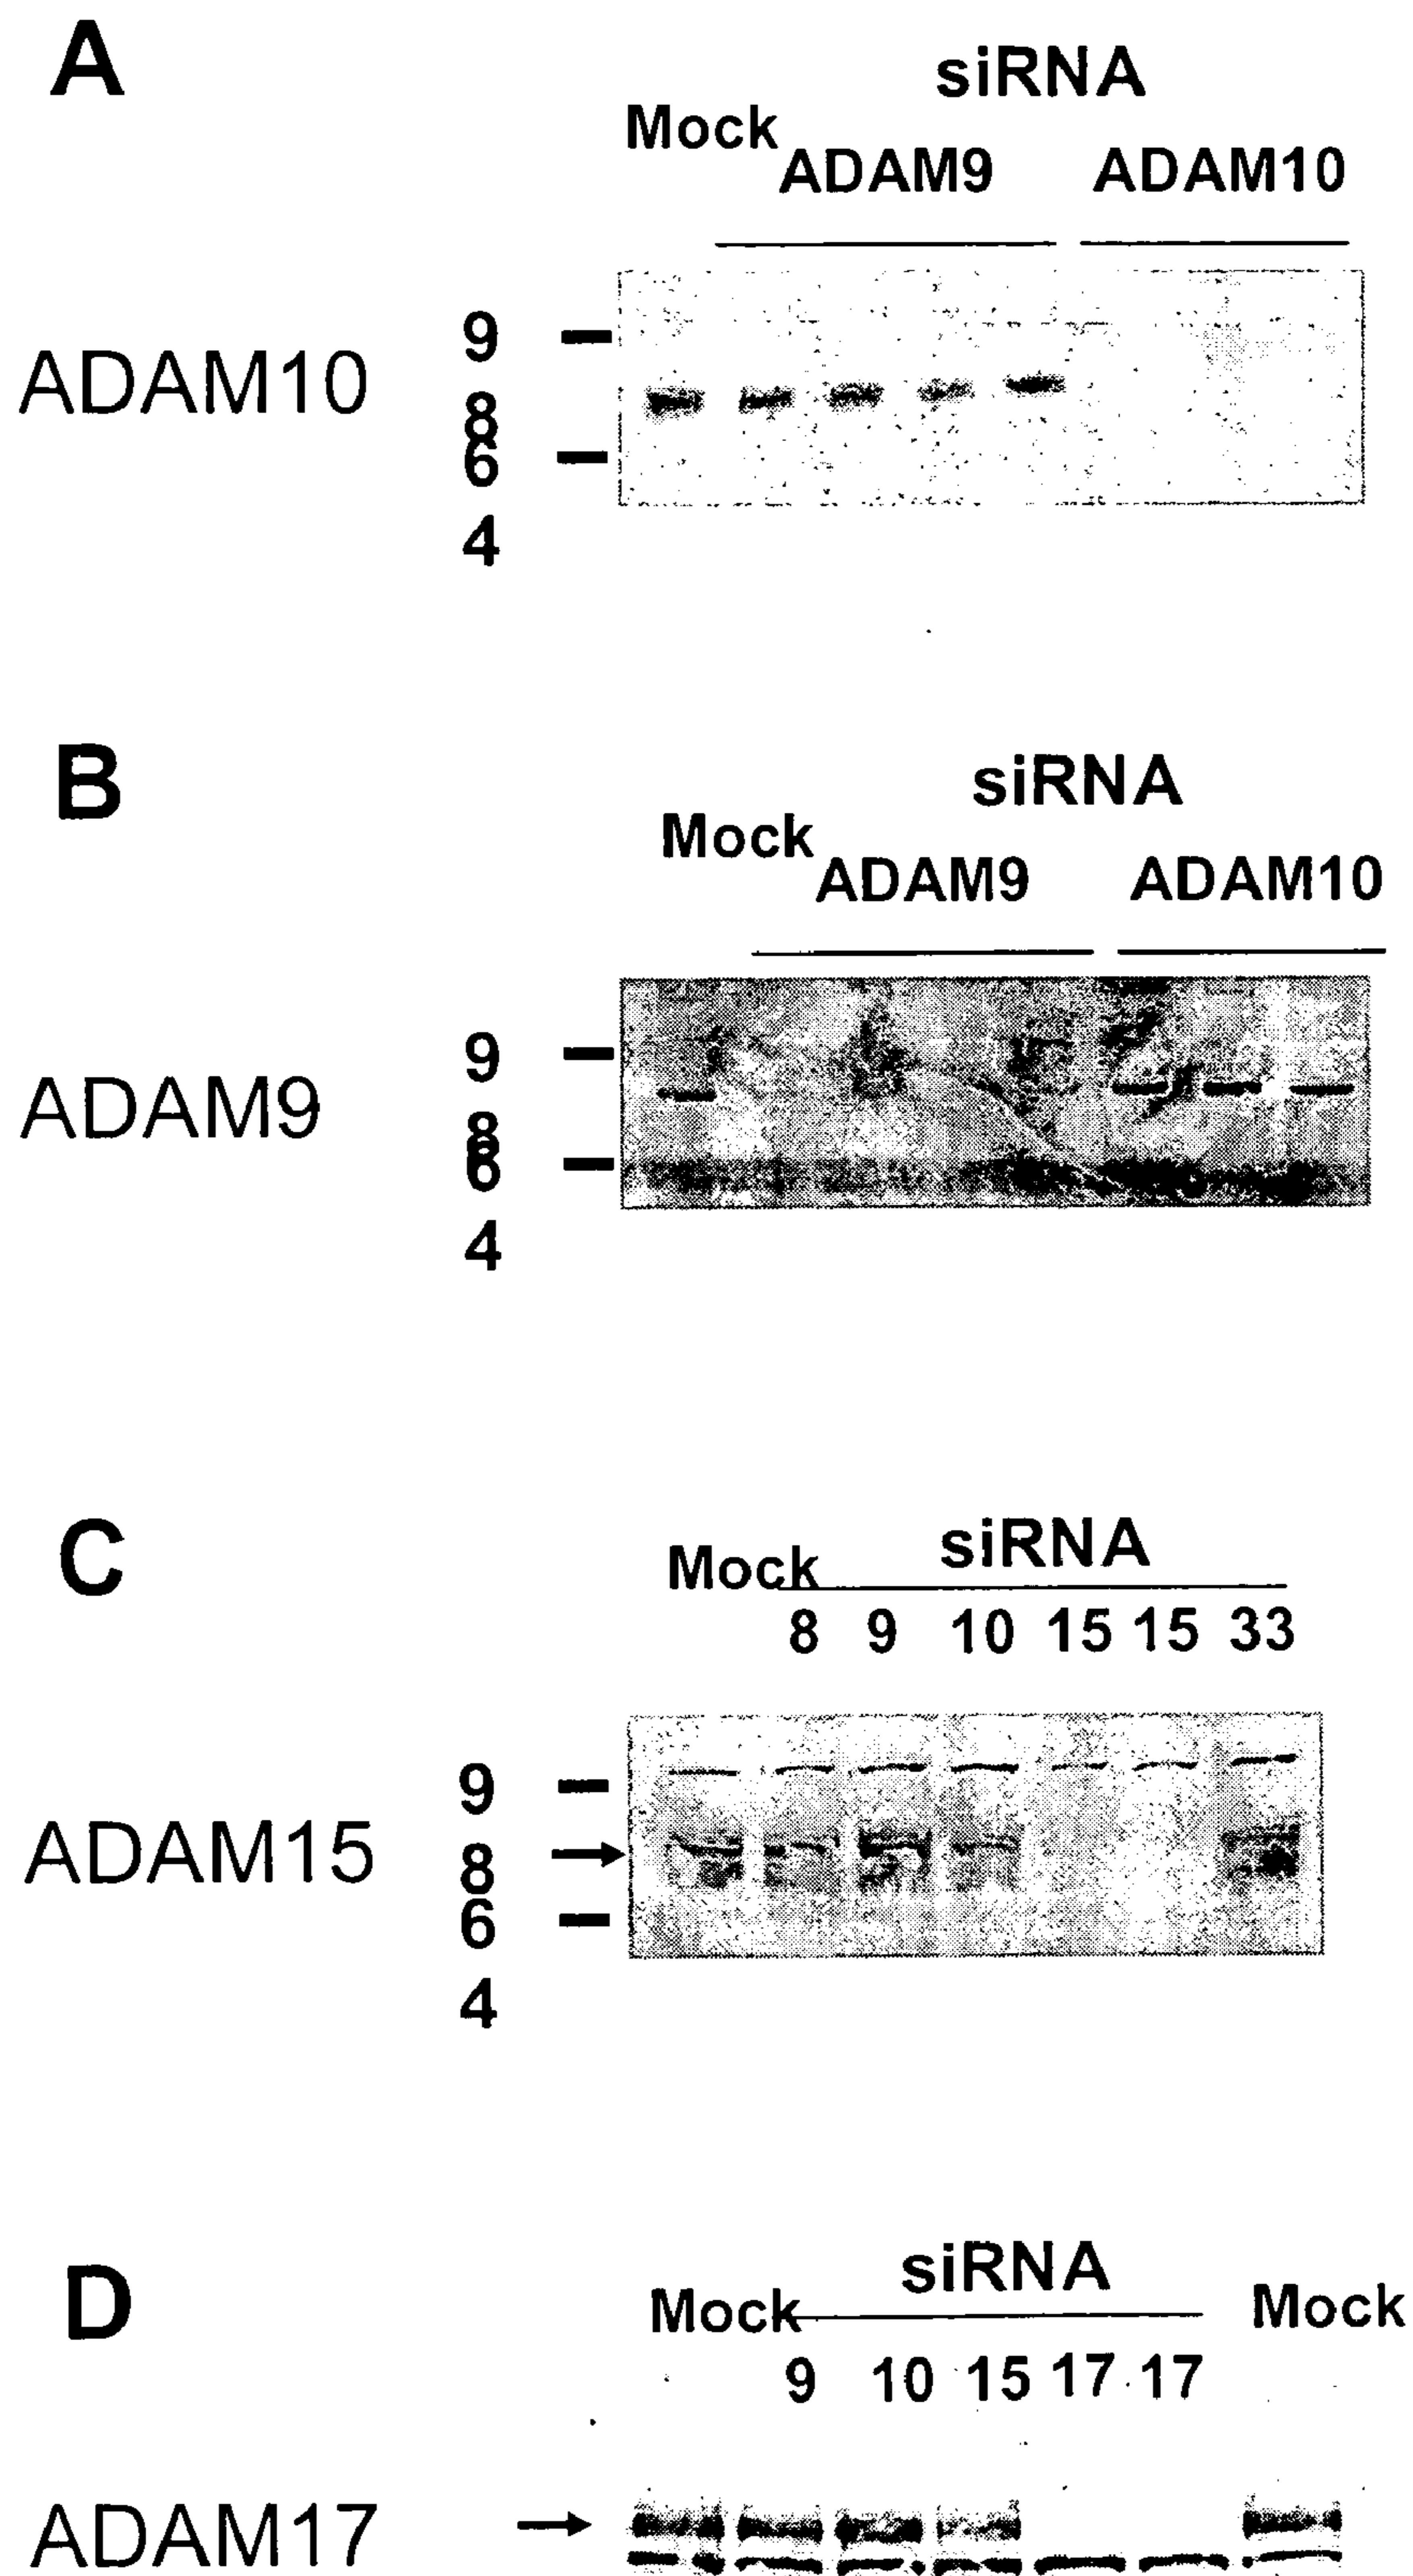 A
siRNA
Mock
ADAM9 ADAM10
9
ADAM10
8
6
4
B
siRNA
Mock
ADAM9 ADAM10
9
ADAM9
8
6
4
C
siRNA
Mock
8 9 10 15 15 33
9
ADAM15
8
6
4
D
siRNA
Mock Mock
9 10 15 17 17
ADAM17